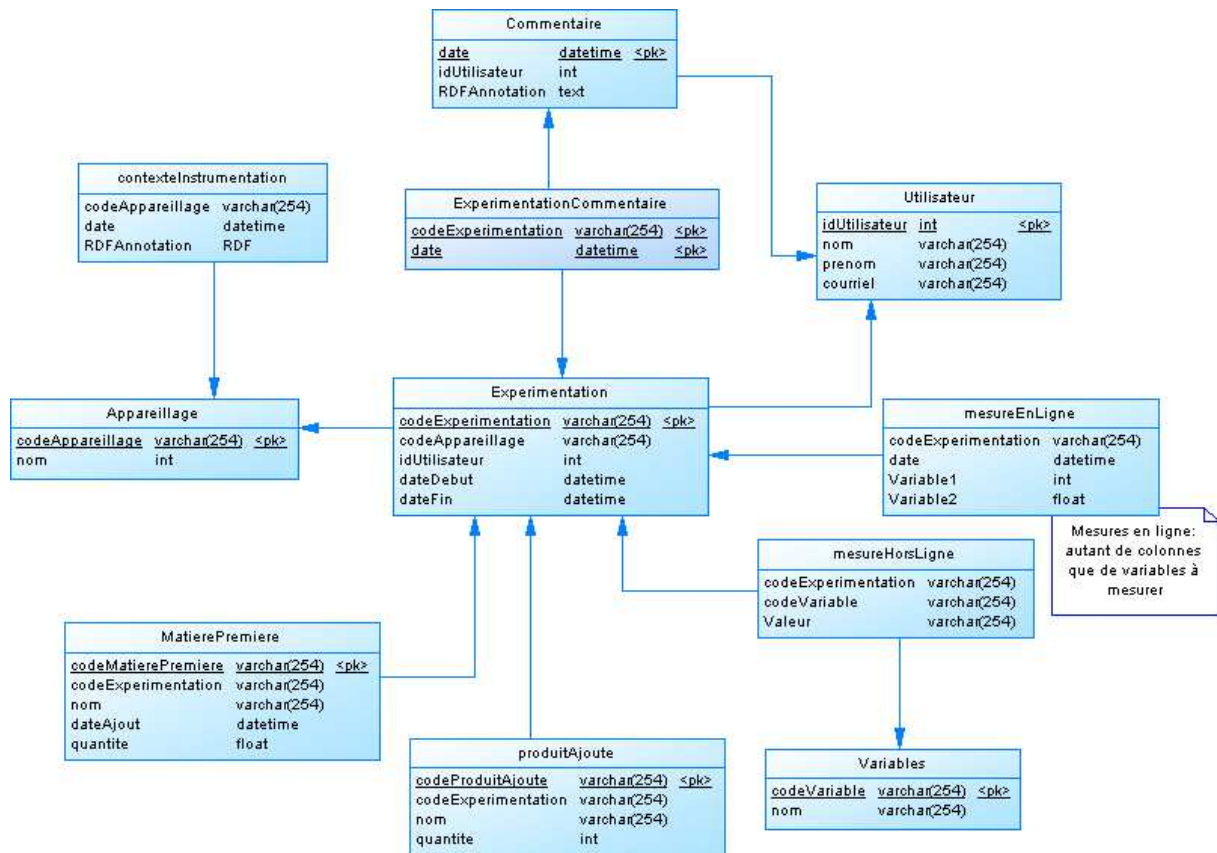 Commentaire
date datetime <pk>
idUtilisateur int
RDFAnnotation text
contexteInstrumentation
codeAppareillage varchar(254)
date datetime
RDFAnnotation RDF
ExperimentationCommentaire
codeExperimentation varchar(254) <pk>
date datetime <pk>
Utilisateur
idUtilisateur int <pk>
nom varchar(254)
prenom varchar(254)
courriel varchar(254)
Appareillage
codeAppareillage varchar(254) <pk>
nom int
Experimentation
codeExperimentation varchar(254) <pk>
codeAppareillage varchar(254)
idUtilisateur int
dateDebut datetime
dateFin datetime
mesureEnLigne
codeExperimentation varchar(254)
date datetime
Variable1 int
Variable2 float
Mesures en ligne:
autant de colonnes
que de variables à
mesurer
mesureHorsLigne
codeExperimentation varchar(254)
codeVariable varchar(254)
Valeur varchar(254)
MatierePremiere
codeMatierePremiere varchar(254) <pk>
codeExperimentation varchar(254)
nom varchar(254)
dateAjout datetime
quantite float
produitAjoute
codeProduitAjoute varchar(254) <pk>
codeExperimentation varchar(254)
nom varchar(254)
quantite int
Variables
codeVariable varchar(254) <pk>
nom varchar(254)